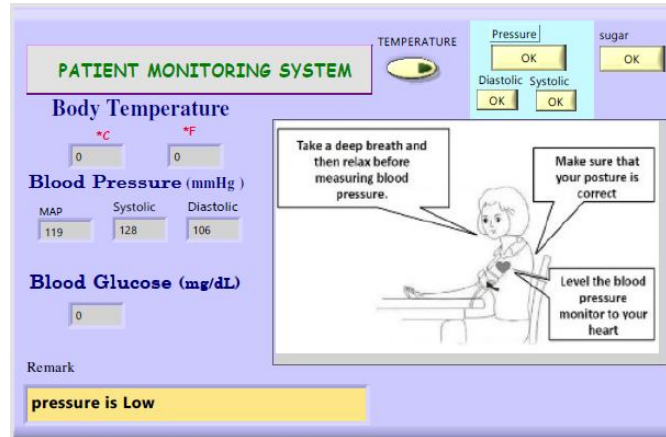 TEMPERATURE
Pressure
OK
sugar
OK
Diastolic Systolic
OK OK
PATIENT MONITORING SYSTEM
Body Temperature
*C *F
0 0
Blood Pressure (mmHg )
MAP Systolic Diastolic
119 128 106
Blood Glucose (mg/dL)
0
Take a deep breath and
then relax before
measuring blood
pressure.
Make sure that
your posture is
correct
Level the blood
pressure
monitor to your
heart
Remark
pressure is Low